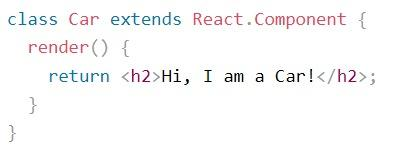 class Car extends React.Component {
  render() {
    return <h2>Hi, I am a Car!</h2>;
  }
}